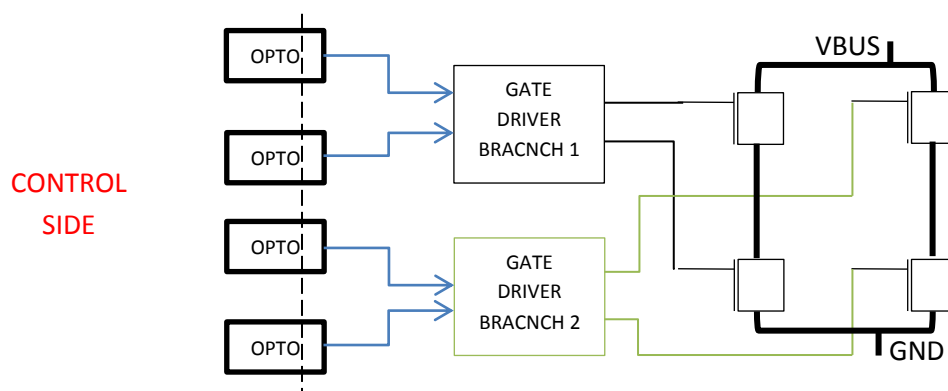 OPTO
OPTO
OPTO
OPTO
CONTROL
SIDE
GATE
DRIVER
BRACNCH 1
GATE
DRIVER
BRACNCH 2
VBUS
GND